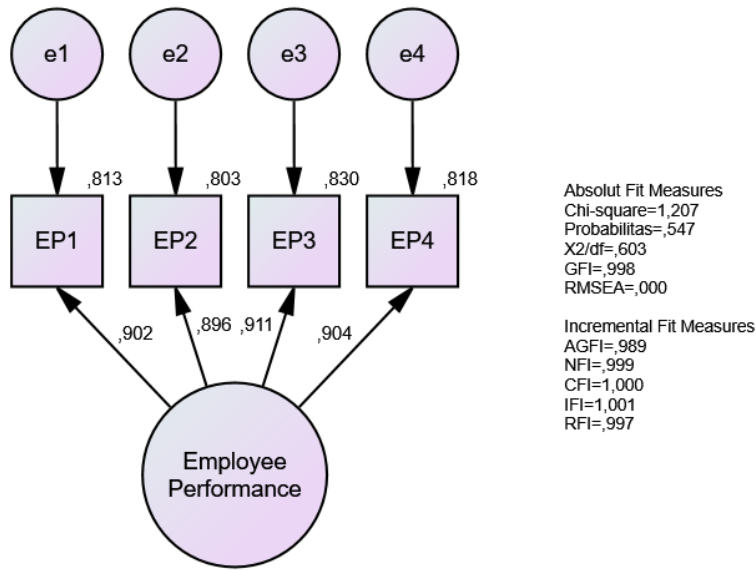 e1
e2
e3
e4
,813
,803
,830
,818
EP1
EP2
EP3
EP4
,902
,896
,911
,904
Employee
Performance
Absolut Fit Measures
Chi-square=1,207
Probabilitas=,547
X2/df=,603
GFI=,998
RMSEA=,000
Incremental Fit Measures
AGFI=,989
NFI=,999
CFI=1,000
IFI=1,001
RFI=,997